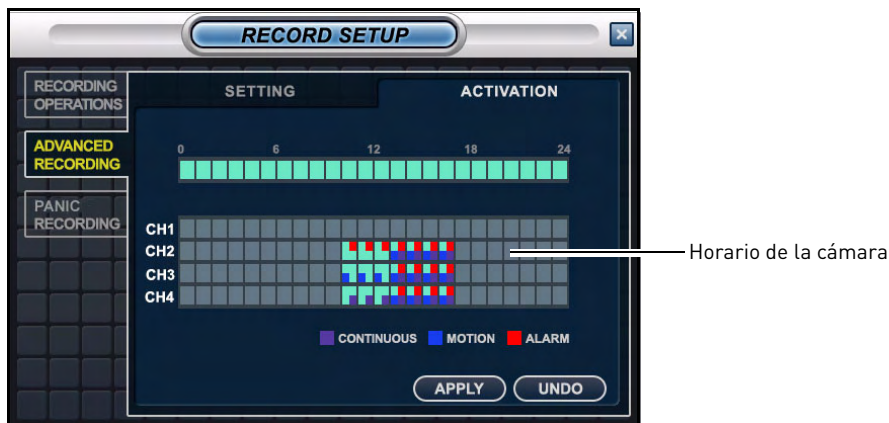 RECORD SETUP
RECORDING
OPERATIONS
ADVANCED
RECORDING
PANIC
RECORDING
SETTING
ACTIVATION
0 6 12 18 24
CH1
CH2
CH3
CH4
Horario de la cámara
CONTINUOUS MOTION ALARM
APPLY UNDO